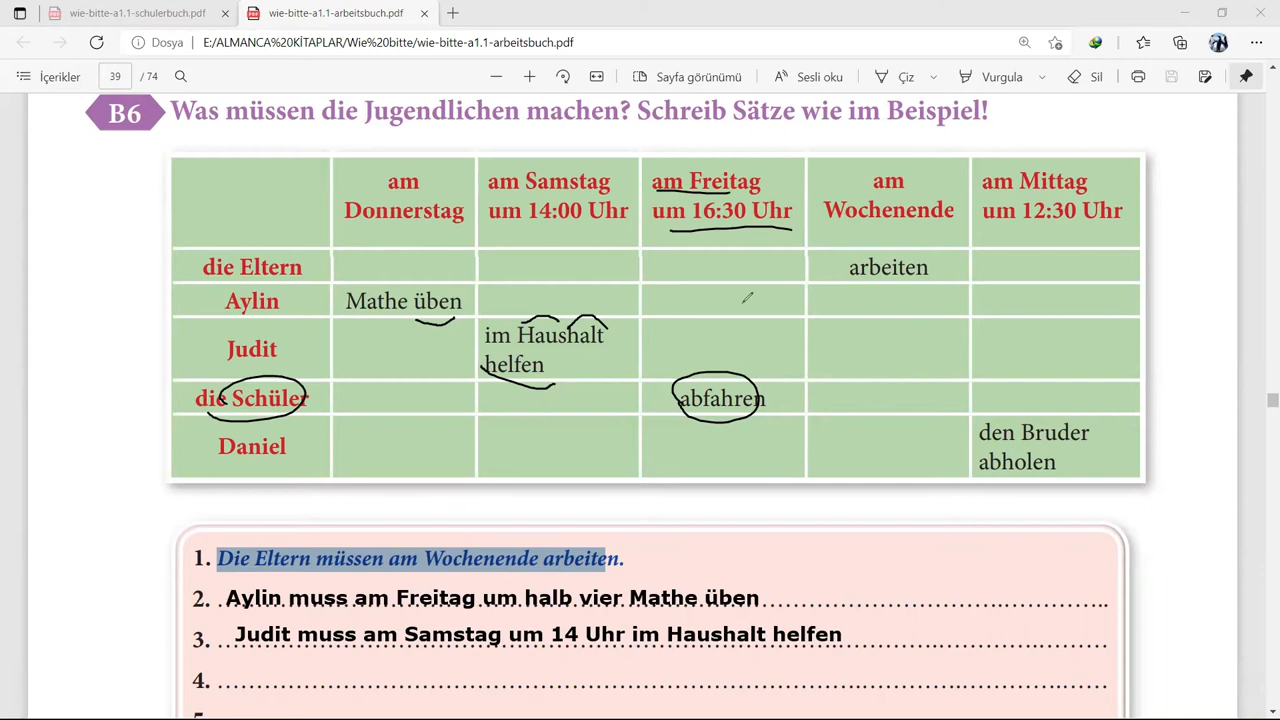 wie-bitte-a1.1-schulerbuch.pdf
wie-bitte-a1.1-arbeitsbuch.pdf
Dosya
E:/ALMANCA%20KİTAPLAR/Wie%20bitte/wie-bitte-a1.1-arbeitsbuch.pdf
İçerikler
39
/ 74
Sayfa görünümü
Sesli oku
Çiz
Vurgula
Sil
B6 Was müssen die Jugendlichen machen? Schreib Sätze wie im Beispiel!
am Donnerstag
am Samstag um 14:00 Uhr
am Freitag um 16:30 Uhr
am Wochenende
am Mittag um 12:30 Uhr
die Eltern arbeiten
Aylin Mathe üben
Judit im Haushalt helfen
die Schüler abfahren
Daniel den Bruder abholen
1. Die Eltern müssen am Wochenende arbeiten.
2. Aylin muss am Freitag um halb vier Mathe üben
3. Judit muss am Samstag um 14 Uhr im Haushalt helfen
4.